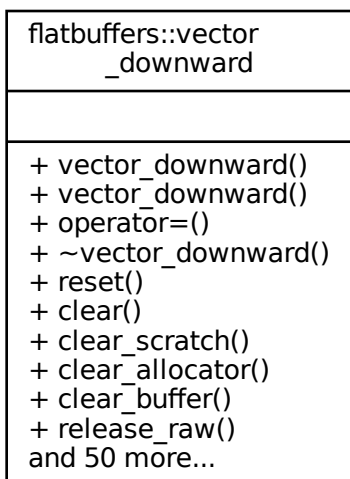 flatbuffers::vector
_downward
+ vector_downward()
+ vector_downward()
+ operator=()
+ ~vector_downward()
+ reset()
+ clear()
+ clear_scratch()
+ clear_allocator()
+ clear_buffer()
+ release_raw()
and 50 more...